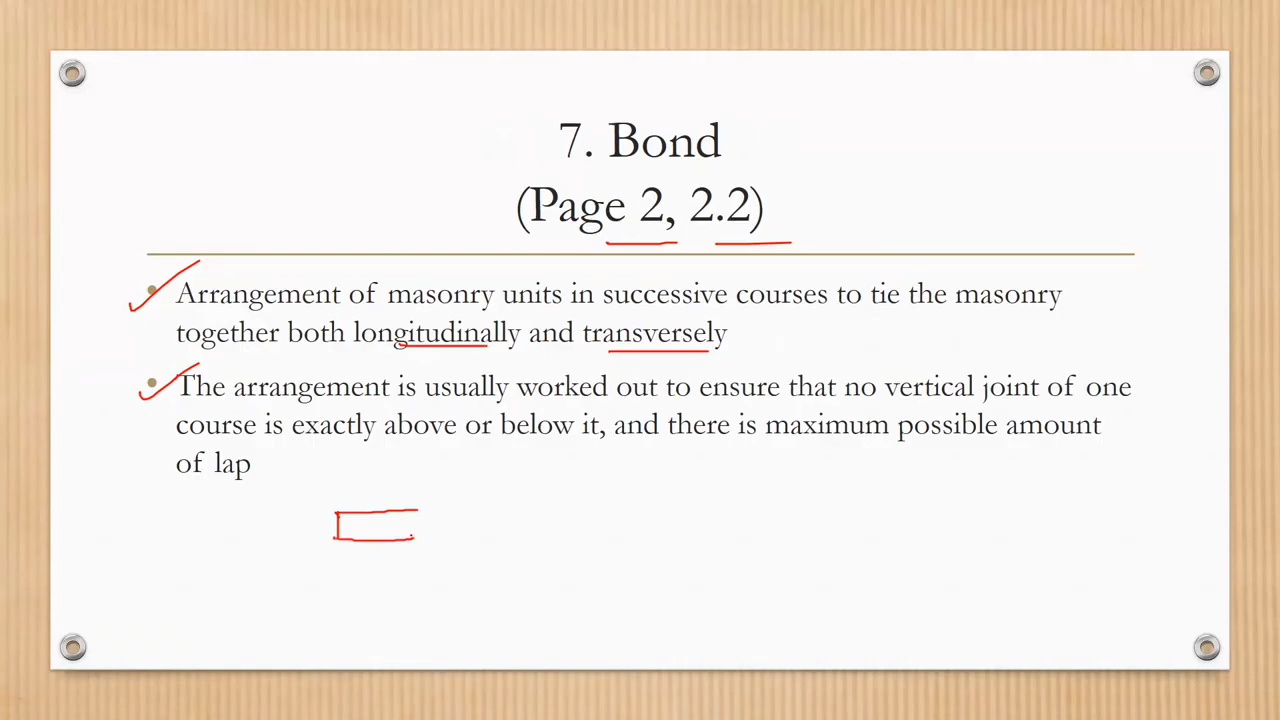 7. Bond
(Page 2, 2.2)
• Arrangement of masonry units in successive courses to tie the masonry
together both longitudinally and transversely
• The arrangement is usually worked out to ensure that no vertical joint of one
course is exactly above or below it, and there is maximum possible amount
of lap